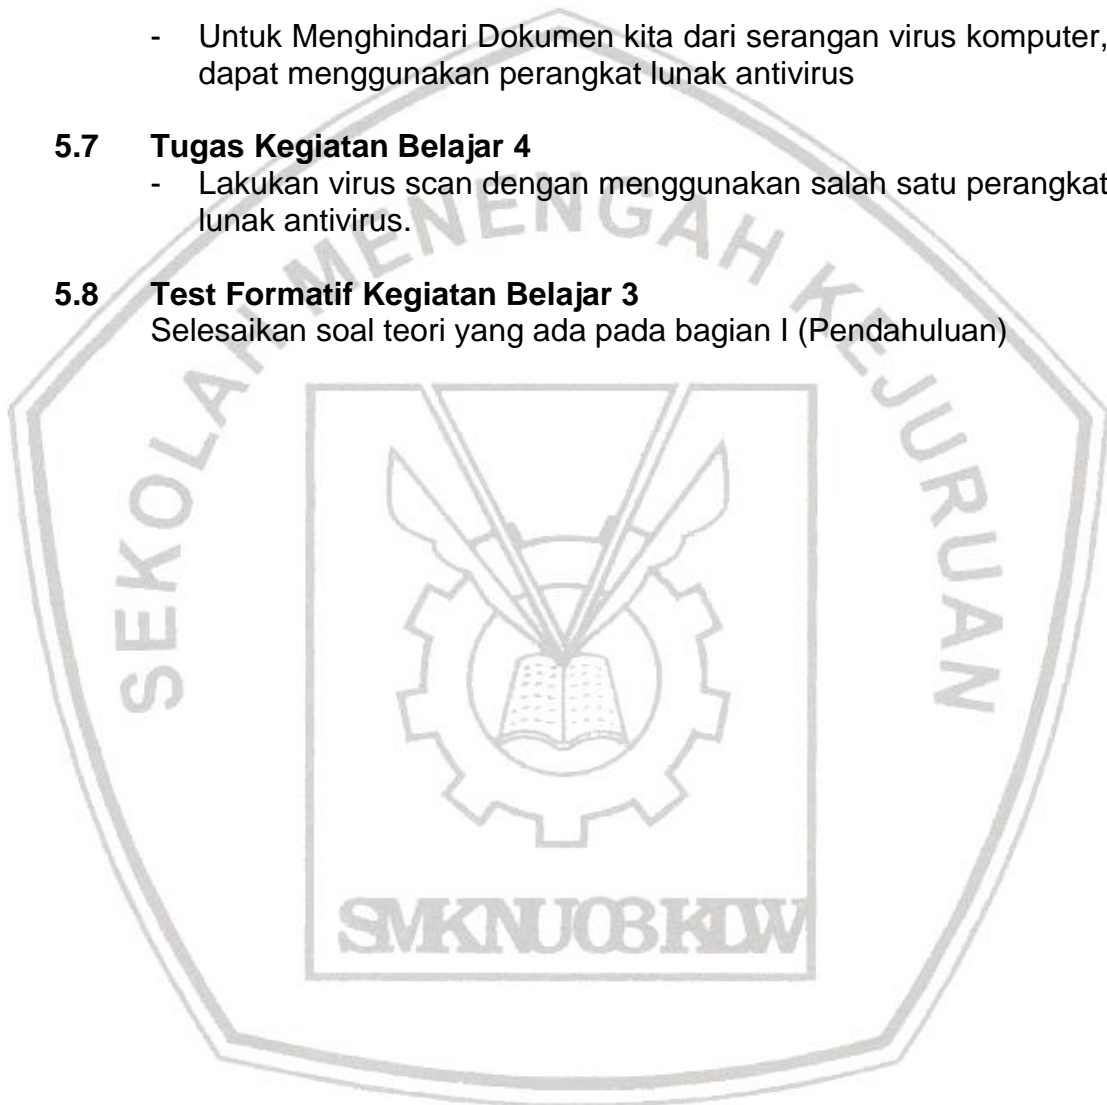 - Untuk Menghindari Dokumen kita dari serangan virus komputer,
dapat menggunakan perangkat lunak antivirus
5.7 Tugas Kegiatan Belajar 4
- Lakukan virus scan dengan menggunakan salah satu perangkat
lunak antivirus.
5.8 Test Formatif Kegiatan Belajar 3
Selesaikan soal teori yang ada pada bagian I (Pendahuluan)
SEKOLAH MENENGAH KEJURUAN
SMKNU03KDW